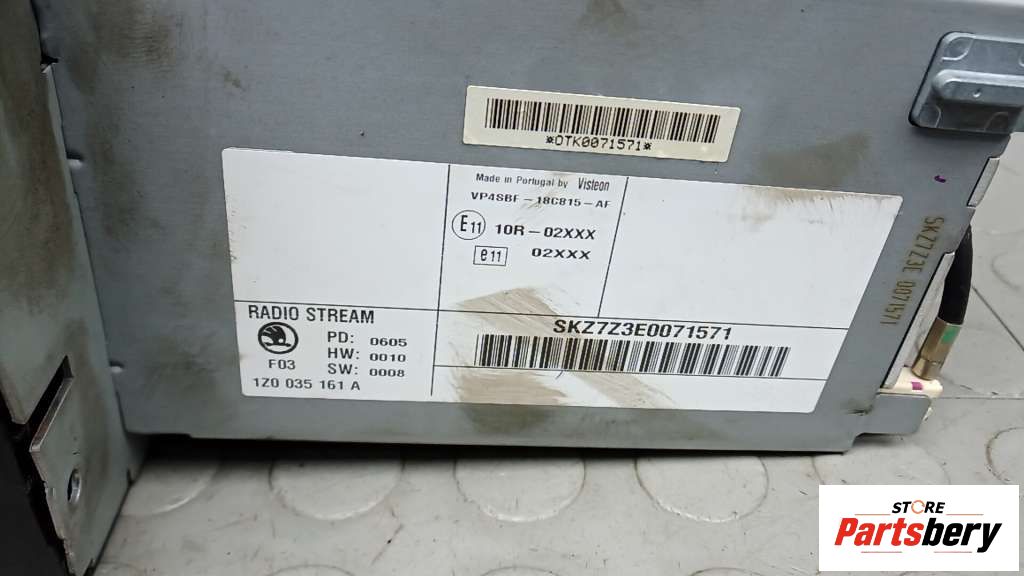 *OTK0071571*
Made in Portugal by Visteon
VP4SBF-18C815-AF
E11 10R-02XXX
e11 02XXX
RADIO STREAM
PD: 0605
HW: 0010
F03
SW: 0008
1Z0 035 161 A
SKZ7Z3E0071571
SKZ7Z3E 0071571
STORE
Partsbery